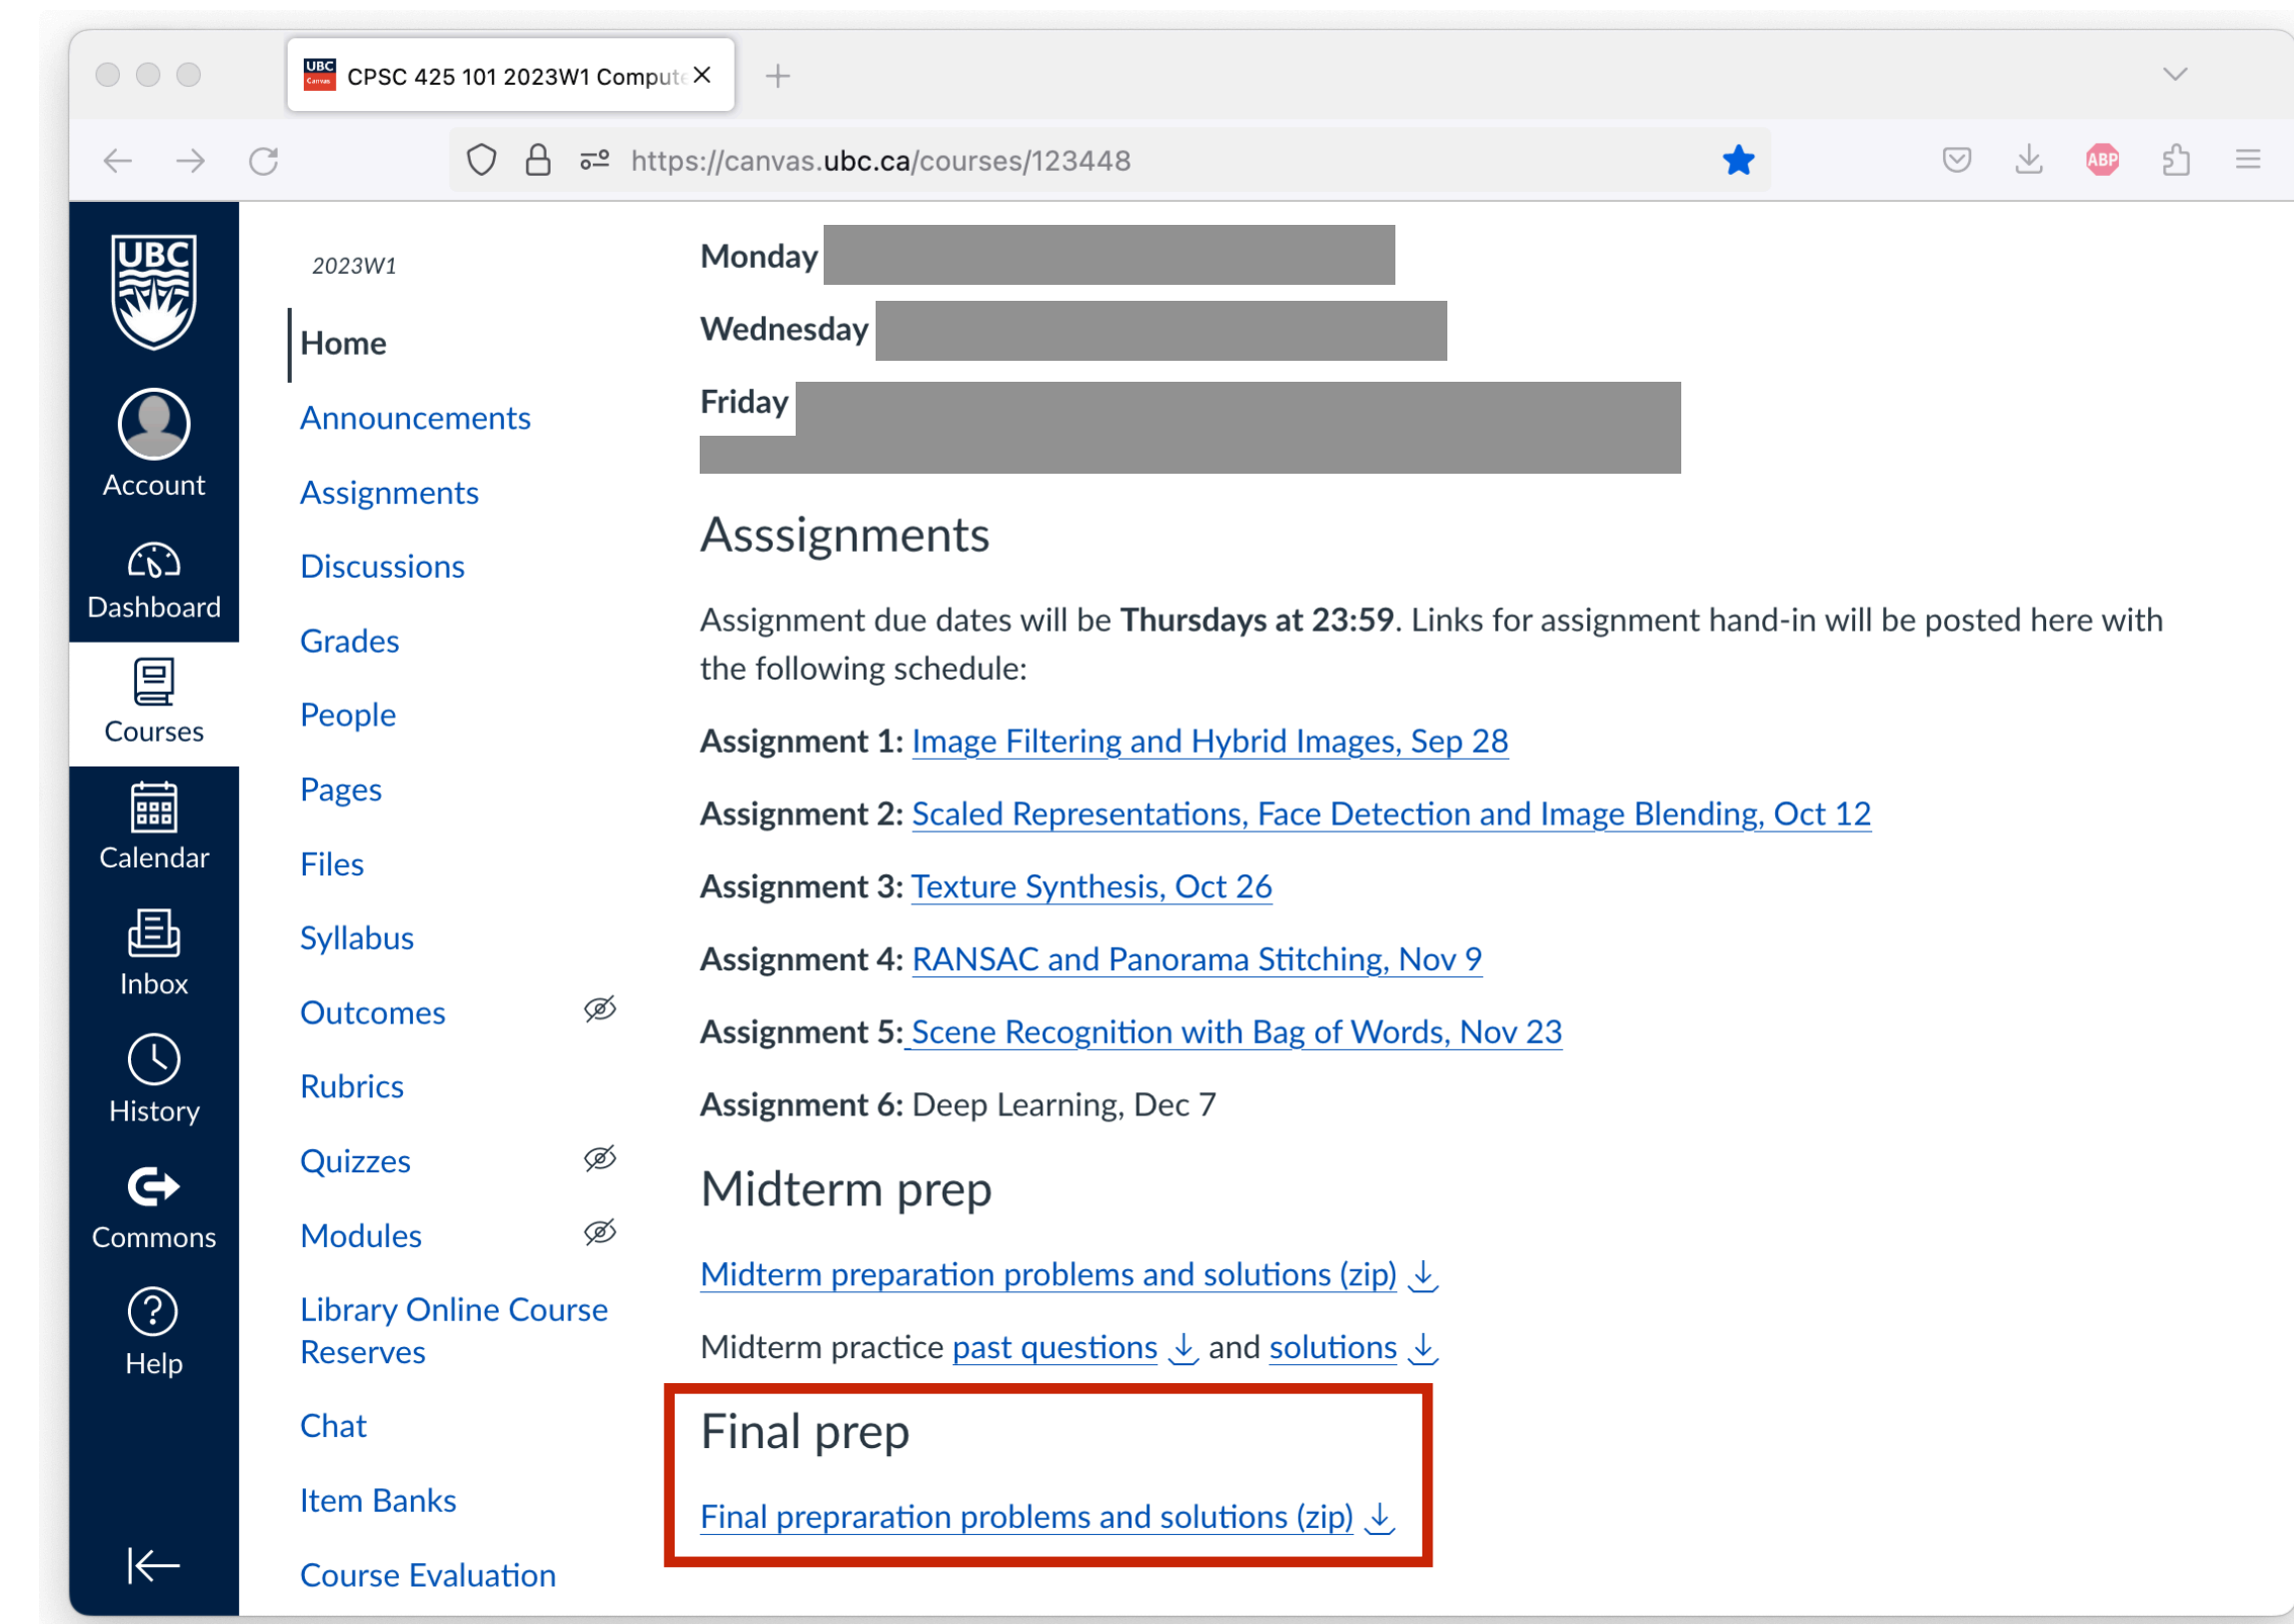 UBC
Canvas
CPSC 425 101 2023W1 Compute
https://canvas.ubc.ca/courses/123448
ABP
UBC
Account
Dashboard
Courses
Calendar
Inbox
History
Commons
Help
2023W1
Home
Announcements
Assignments
Discussions
Grades
People
Pages
Files
Syllabus
Outcomes
Rubrics
Quizzes
Modules
Library Online Course
Reserves
Chat
Item Banks
Course Evaluation
Monday
Wednesday
Friday
Asssignments
Assignment due dates will be Thursdays at 23:59. Links for assignment hand-in will be posted here with
the following schedule:
Assignment 1: Image Filtering and Hybrid Images, Sep 28
Assignment 2: Scaled Representations, Face Detection and Image Blending, Oct 12
Assignment 3: Texture Synthesis, Oct 26
Assignment 4: RANSAC and Panorama Stitching, Nov 9
Assignment 5: Scene Recognition with Bag of Words, Nov 23
Assignment 6: Deep Learning, Dec 7
Midterm prep
Midterm preparation problems and solutions (zip)
Midterm practice past questions and solutions
Final prep
Final prepraration problems and solutions (zip)